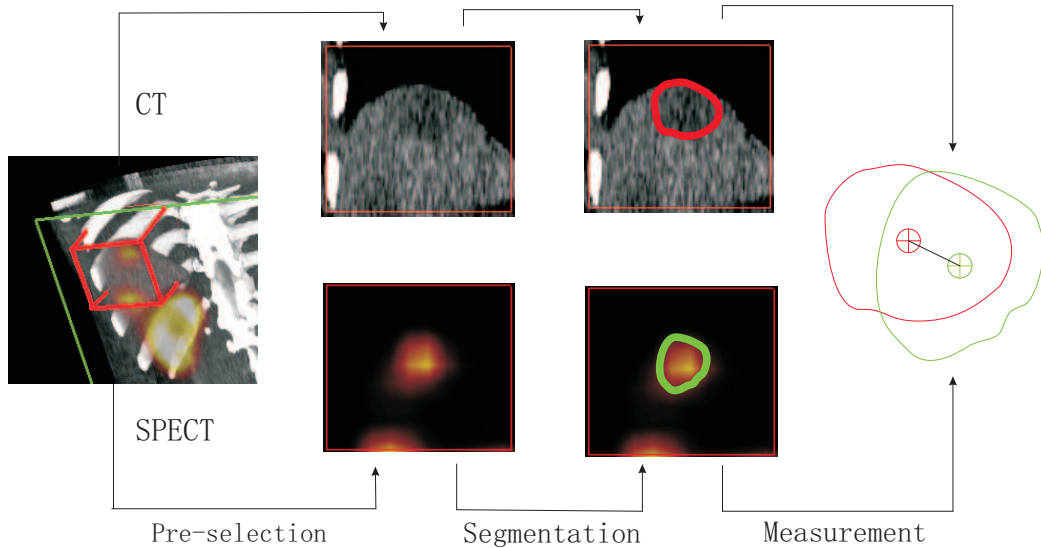 CT
SPECT
Pre-selection
Segmentation
Measurement